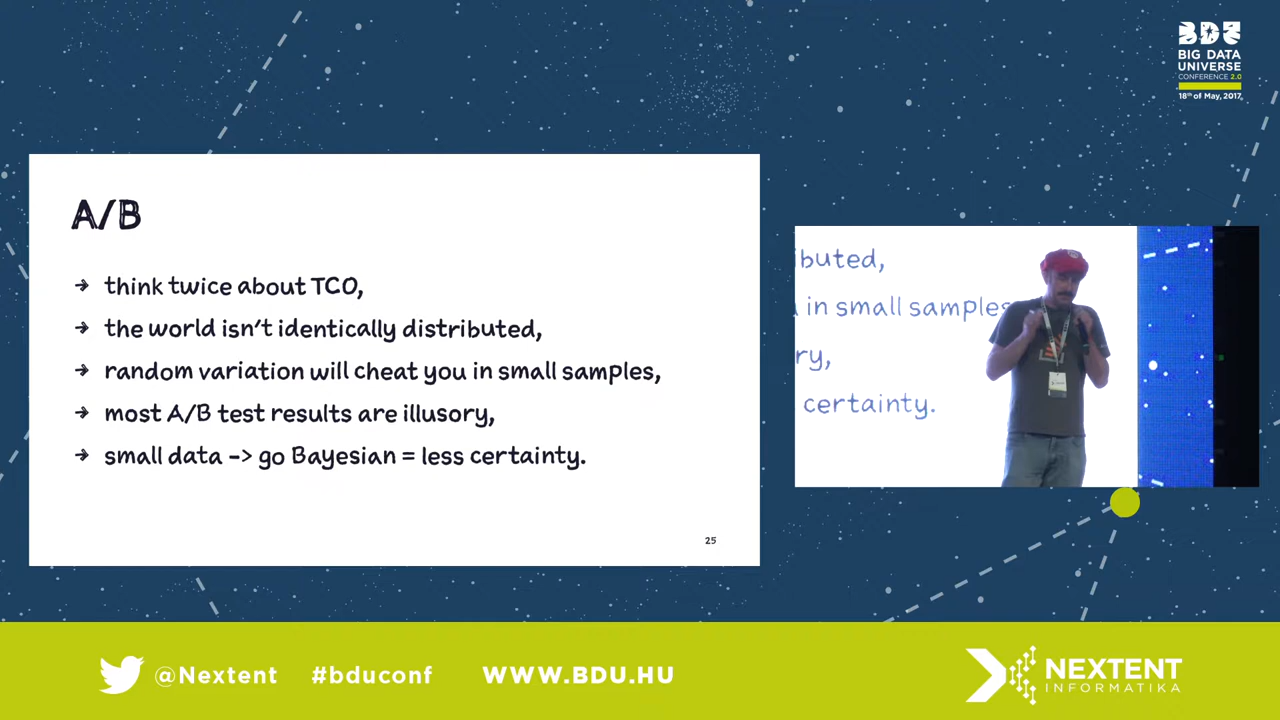 BDU
BIG DATA
UNIVERSE
CONFERENCE 2.0
18th of May, 2017
A/B
→ think twice about TCO,
→ the world isn't identically distributed,
→ random variation will cheat you in small samples,
→ most A/B test results are illusory,
→ small data -> go Bayesian = less certainty.
25
ibuted,
in small samples
ry,
certainty.
@Nextent #bduconf WWW.BDU.HU
NEXTENT
INFORMATIKA